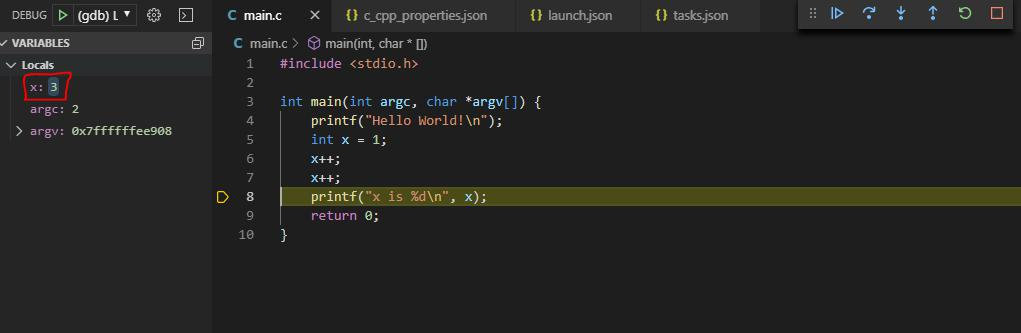 DEBUG (gdb) L
main.c c_cpp_properties.json launch.json tasks.json
VARIABLES
Locals
x: 3
argc: 2
argv: 0x7ffffffee908
main.c > main(int, char * [])
1 #include <stdio.h>
2
3 int main(int argc, char *argv[]) {
4 printf("Hello World!\n");
5 int x = 1;
6 x++;
7 x++;
8 printf("x is %d\n", x);
9 return 0;
10 }